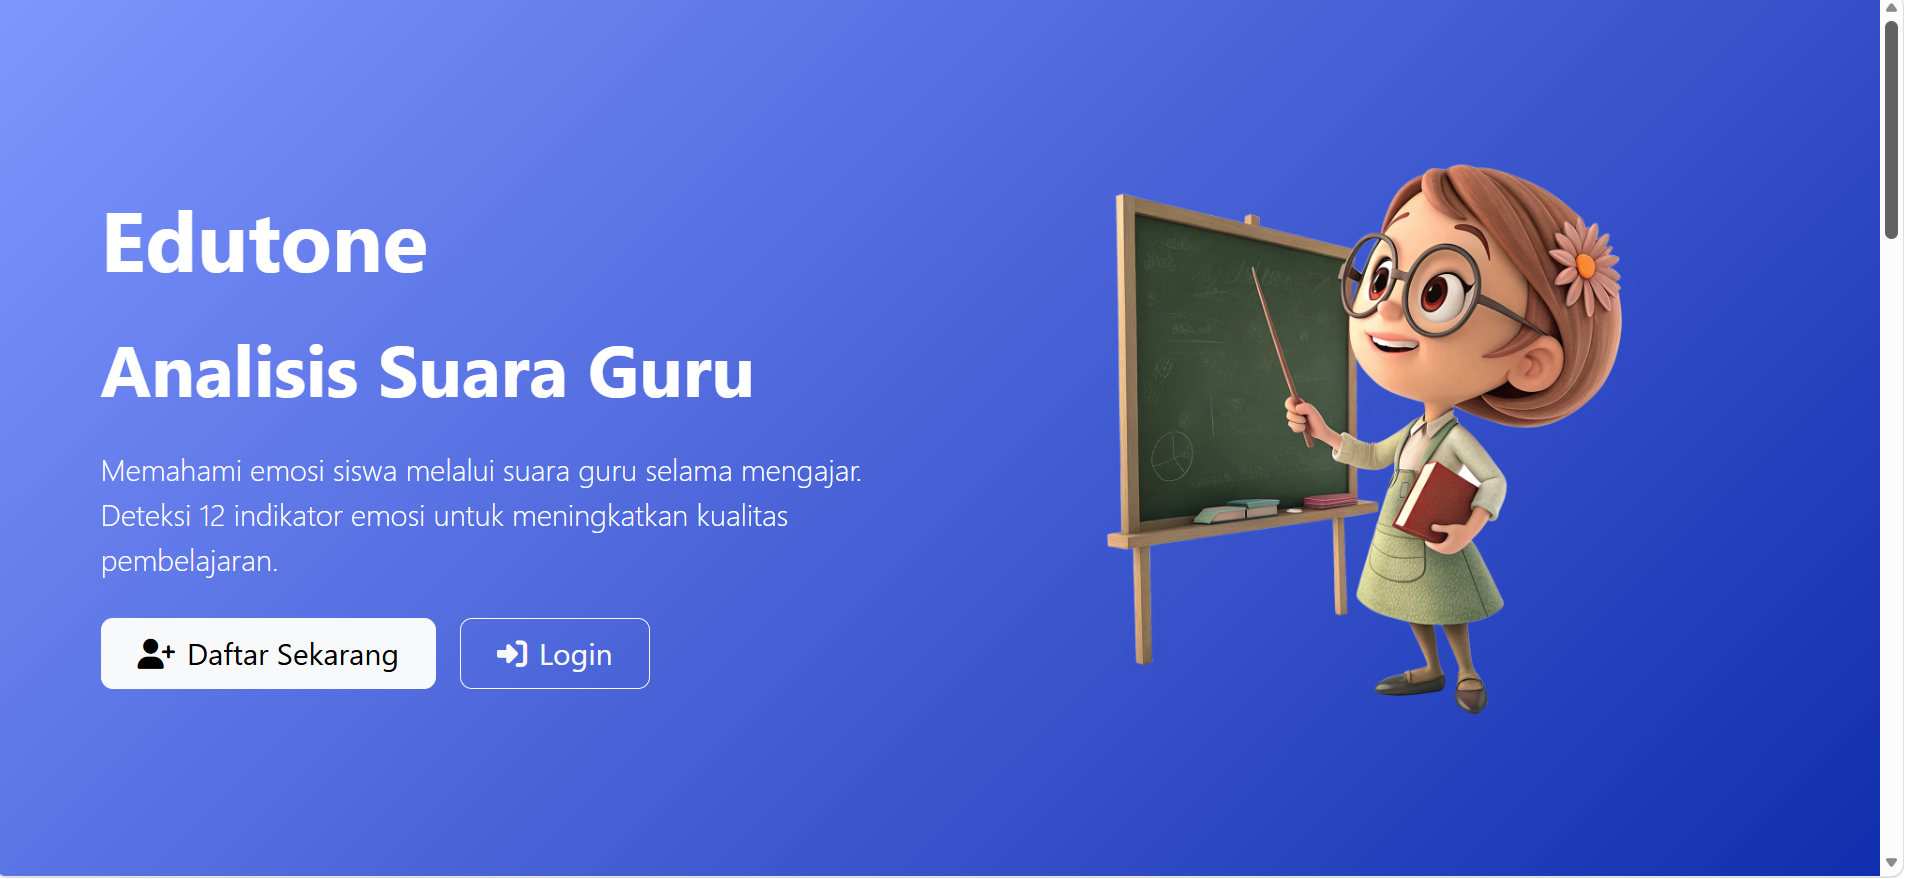 Edutone
Analisis Suara Guru
Memahami emosi siswa melalui suara guru selama mengajar.
Deteksi 12 indikator emosi untuk meningkatkan kualitas
pembelajaran.
Daftar Sekarang
Login